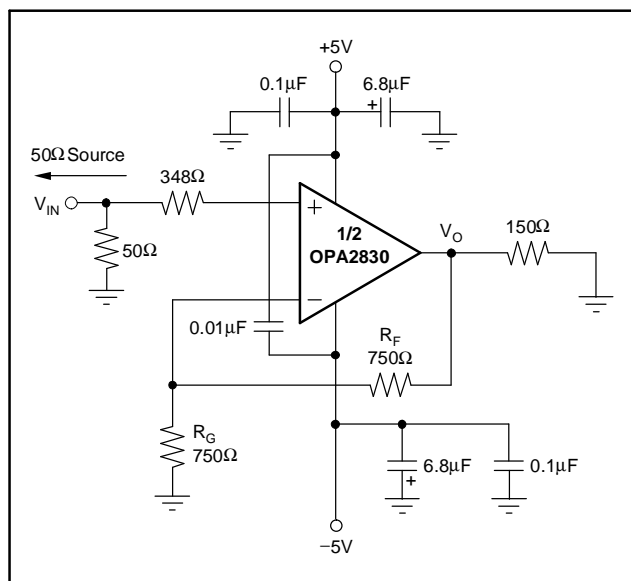 +5V
0.1μF
6.8μF
+
50Ω Source
348Ω
V_IN
+
1/2
OPA2830
V_O
150Ω
50Ω
−
0.01μF
R_F
750Ω
R_G
750Ω
6.8μF
+
0.1μF
−5V